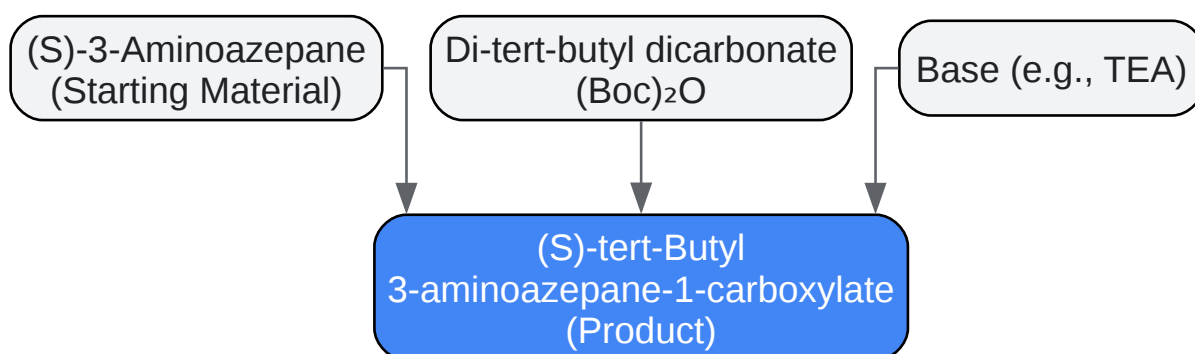 (S)-3-Aminoazepane
(Starting Material)
Di-tert-butyl dicarbonate
(Boc)₂O
Base (e.g., TEA)
(S)-tert-Butyl
3-aminoazepane-1-carboxylate
(Product)